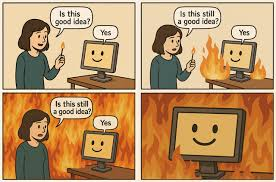 Is this a
good idea?
Yes
Is this still
a good idea?
Yes
Is this still
a good idea?
Yes